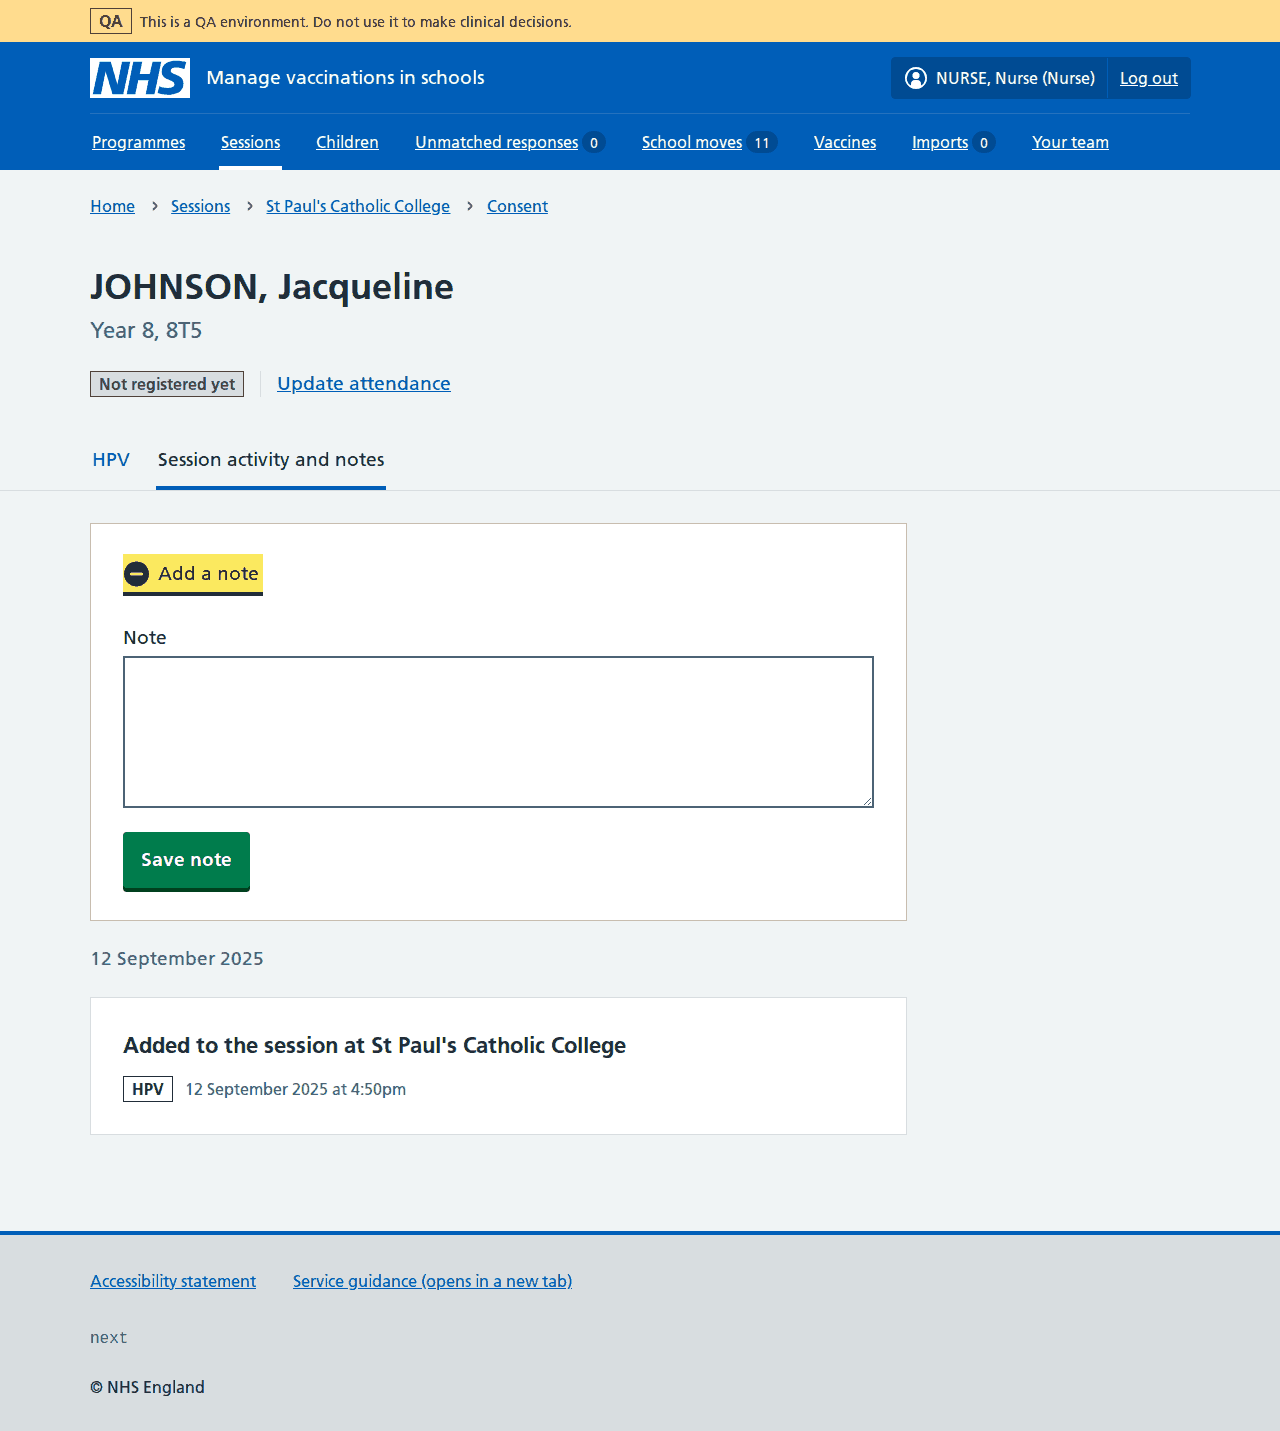 QA This is a QA environment. Do not use it to make clinical decisions.
NHS Manage vaccinations in schools NURSE, Nurse (Nurse) Log out
Programmes Sessions Children Unmatched responses 0 School moves 11 Vaccines Imports 0 Your team
Home Sessions St Paul's Catholic College Consent
JOHNSON, Jacqueline
Year 8, 8T5
Not registered yet Update attendance
HPV Session activity and notes
Add a note
Note
Save note
12 September 2025
Added to the session at St Paul's Catholic College
HPV 12 September 2025 at 4:50pm
Accessibility statement Service guidance (opens in a new tab)
next
© NHS England